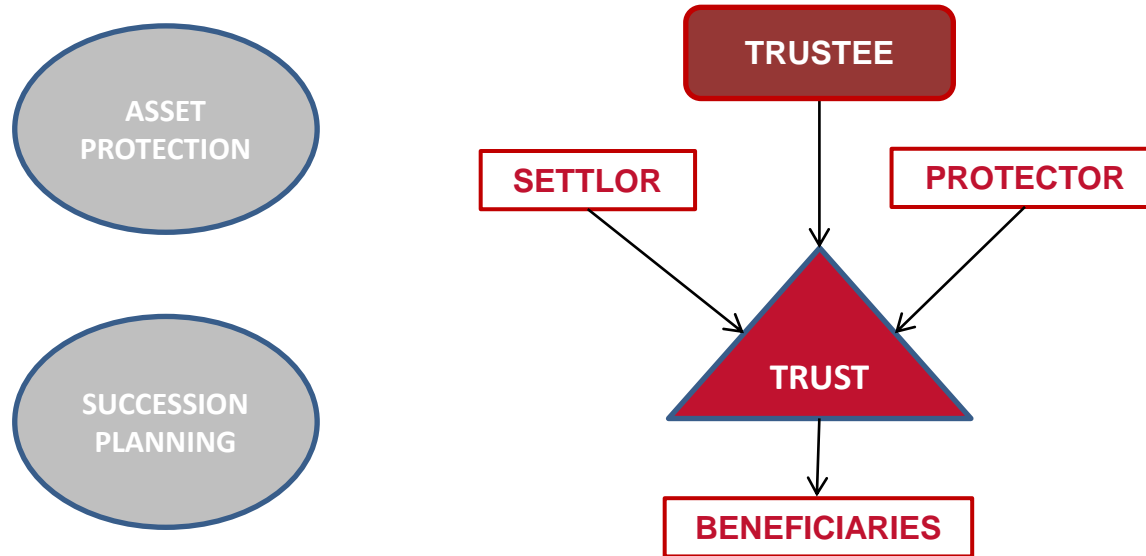 ASSET
PROTECTION
SUCCESSION
PLANNING
TRUSTEE
SETTLOR
PROTECTOR
TRUST
BENEFICIARIES